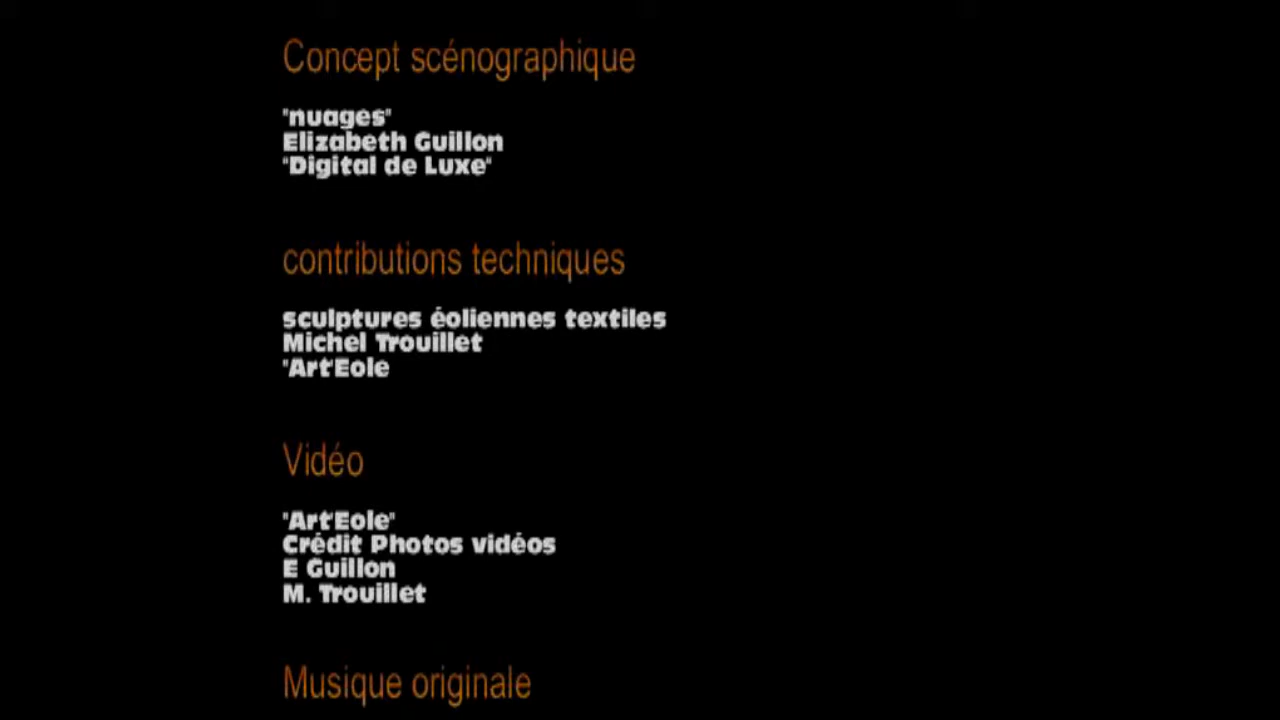 Concept scénographique
"nuages"
Elizabeth Guillon
"Digital de Luxe"
contributions techniques
sculptures éoliennes textiles
Michel Trouillet
"Art'Eole
Vidéo
"Art'Eole"
Crédit Photos vidéos
E Guillon
M. Trouillet
Musique originale